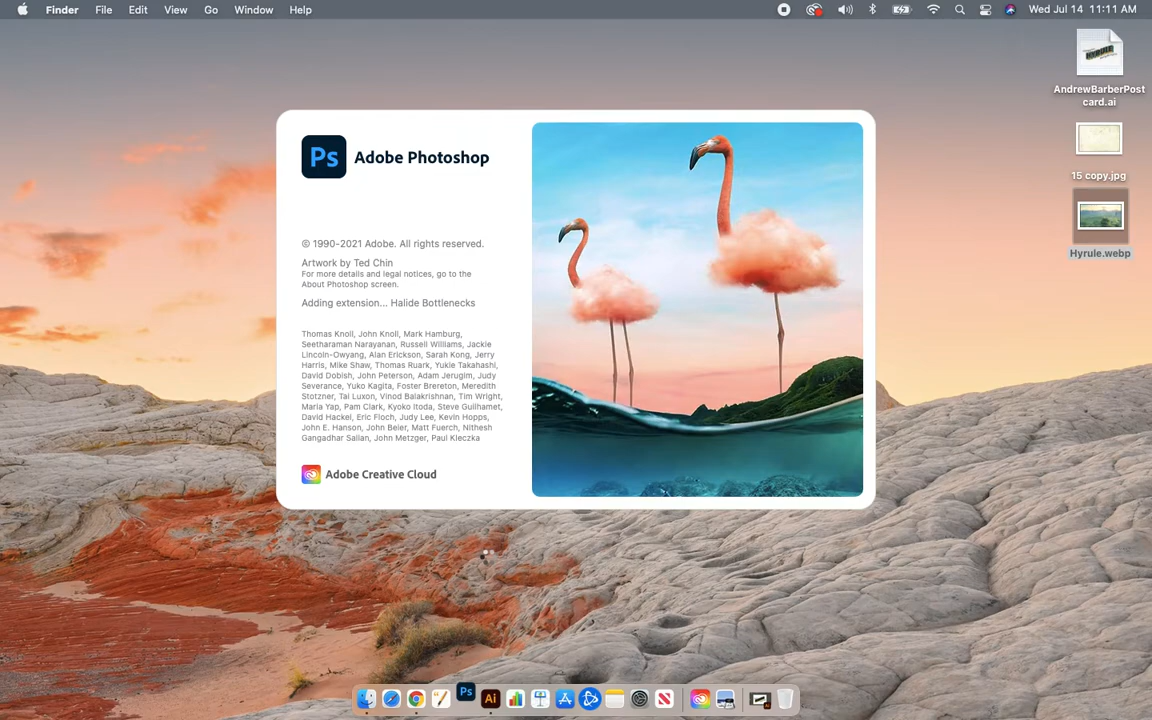 Finder File Edit View Go Window Help Wed Jul 14 11:11 AM
AndrewBarberPost
card.ai
15 copy.jpg
Hyrule.webp
Ps Adobe Photoshop
© 1990-2021 Adobe. All rights reserved.
Artwork by Ted Chin
For more details and legal notices, go to the
About Photoshop screen.
Adding extension... Halide Bottlenecks
Thomas Knoll, John Knoll, Mark Hamburg,
Seetharaman Narayanan, Russell Williams, Jackie
Lincoln-Owyang, Alan Erickson, Sarah Kong, Jerry
Harris, Mike Shaw, Thomas Ruark, Yukie Takahashi,
David Dobish, John Peterson, Adam Jerugim, Judy
Severance, Yuko Kagita, Foster Brereton, Meredith
Stotzner, Tai Luxon, Vinod Balakrishnan, Tim Wright,
Maria Yap, Pam Clark, Kyoko Itoda, Steve Guilhamet,
David Hackel, Eric Floch, Judy Lee, Kevin Hopps,
John E. Hanson, John Beier, Matt Fuerch, Nithesh
Gangadhar Salian, John Metzger, Paul Kleczka
Adobe Creative Cloud
Ps Ai